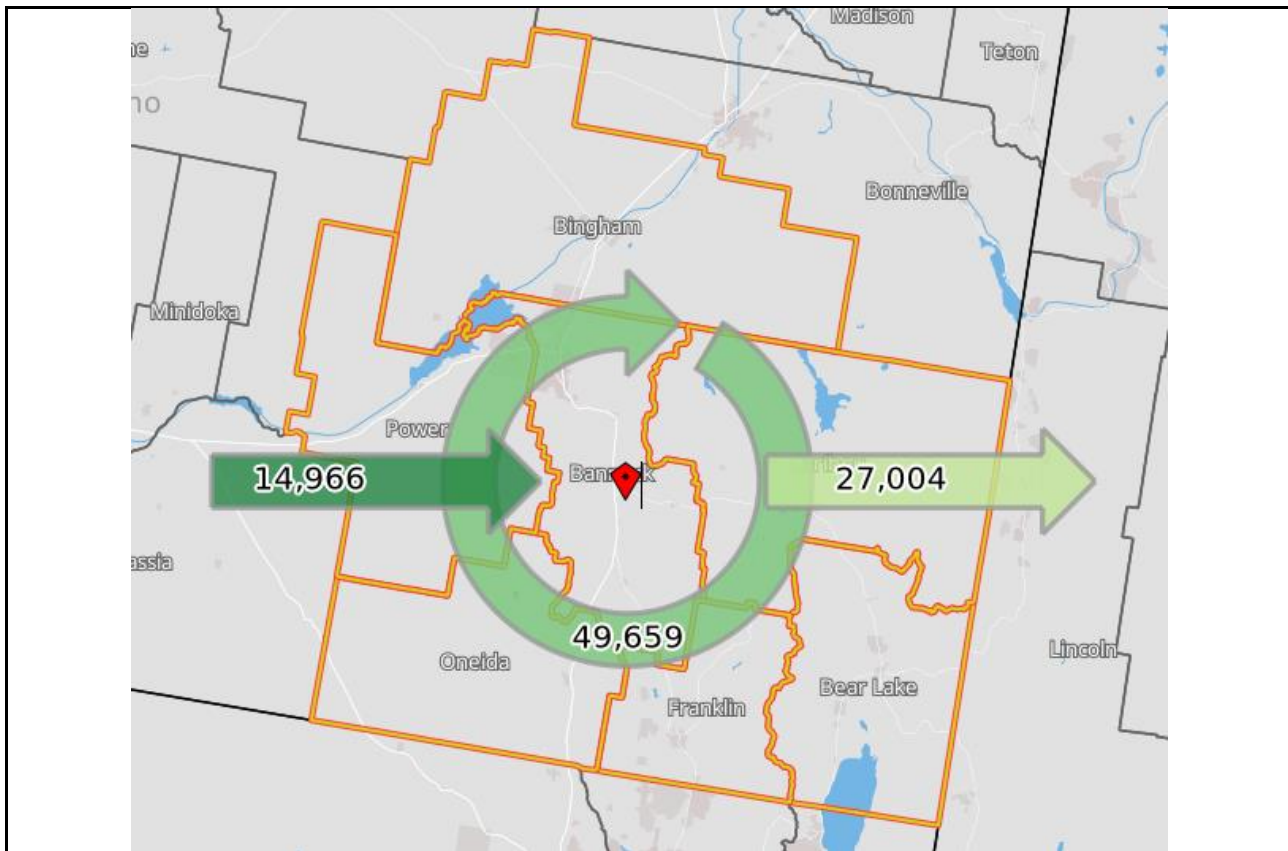 Madison
Teton
Bonneville
Bingham
Minidoka
Power
14,966
27,004
49,659
Oneida
Lincoln
Bear Lake
Franklin